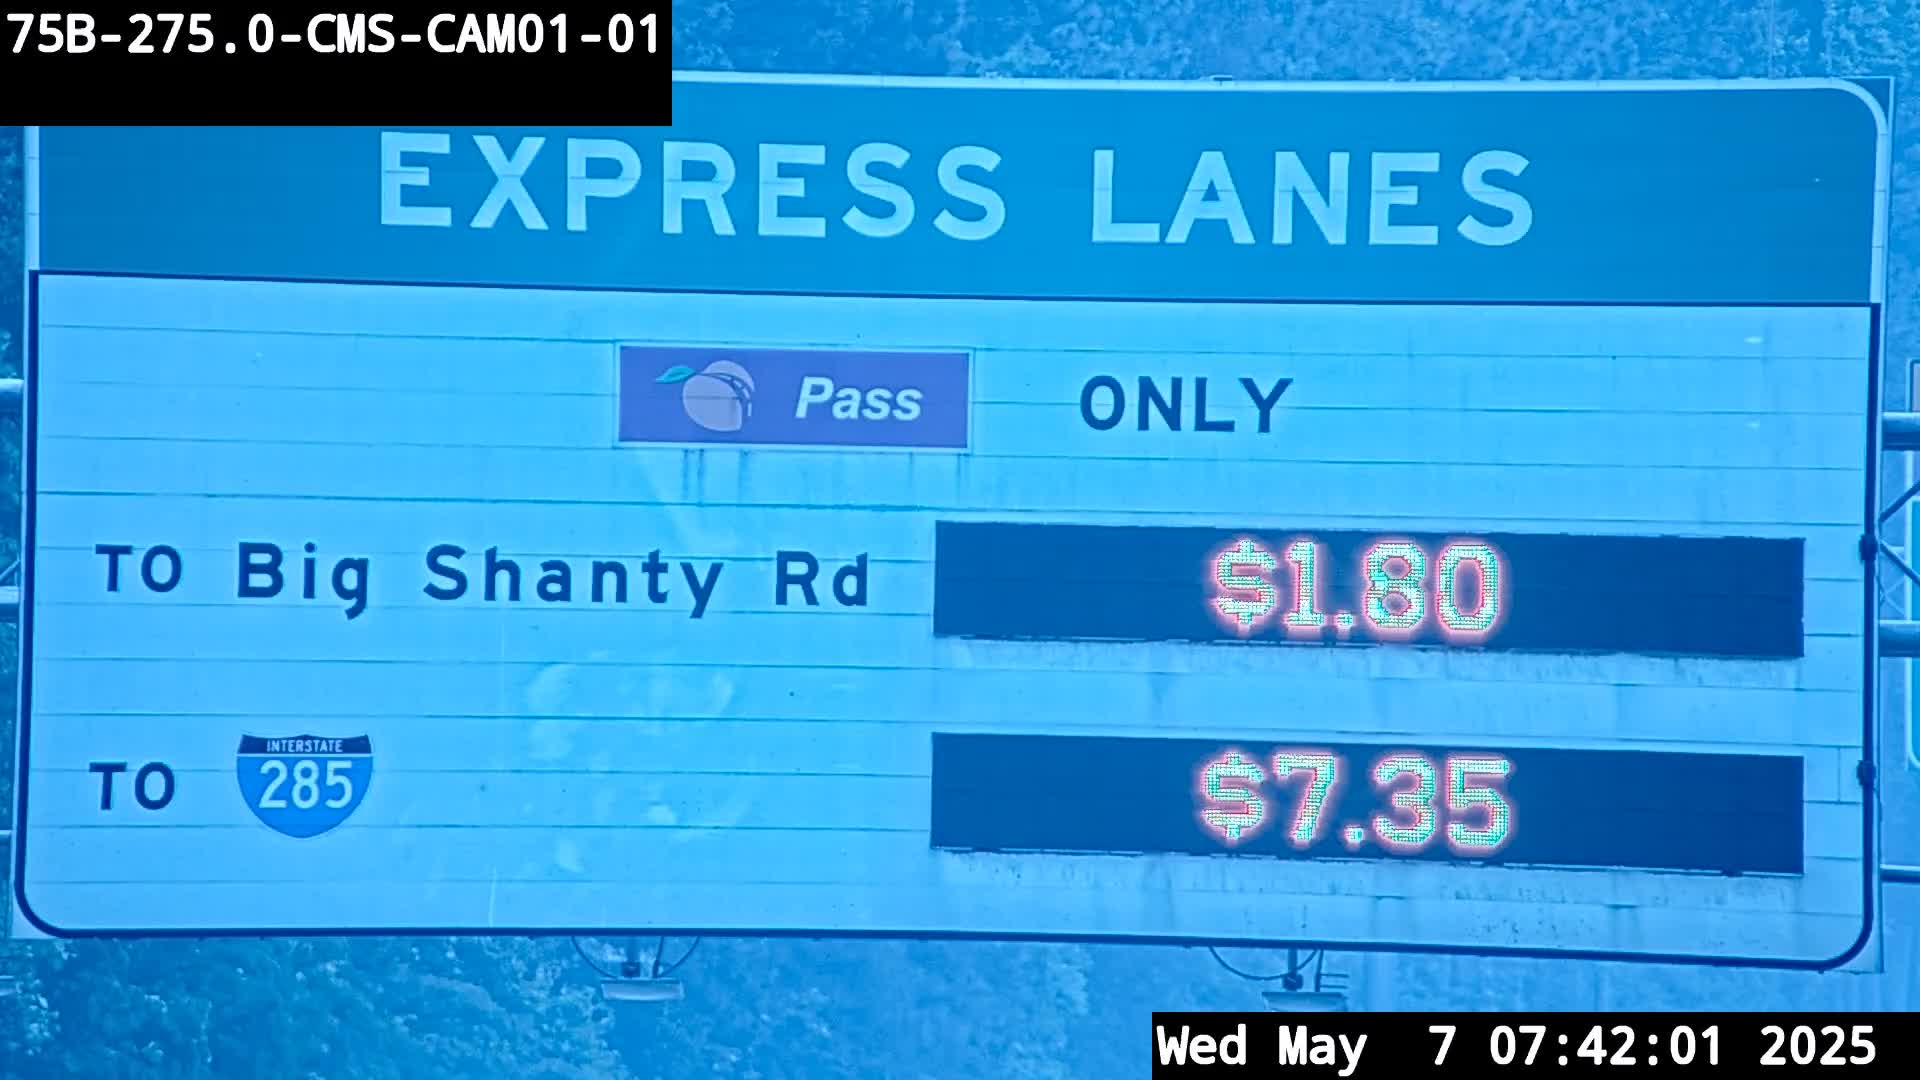 75B-275.0-CMS-CAM01-01
EXPRESS LANES
Pass ONLY
TO Big Shanty Rd $1.80
INTERSTATE
TO 285 $7.35
Wed May 7 07:42:01 2025